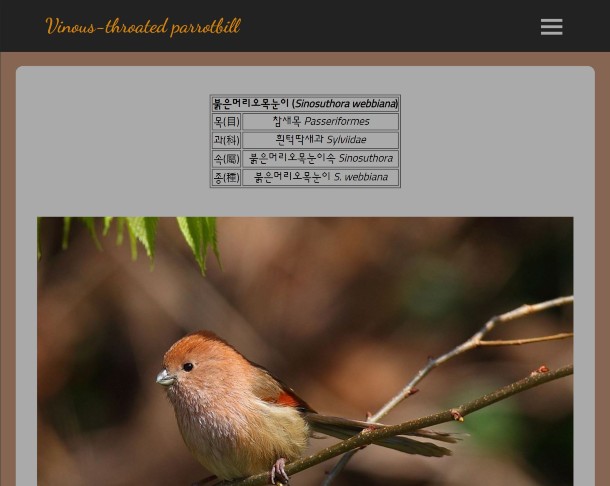 Vinous-throated parrotbill
붉은머리오목눈이 (Sinosuthora webbiana)
목(目) 참새목 Passeriformes
과(科) 흰턱딱새과 Sylviidae
속(屬) 붉은머리오목눈이속 Sinosuthora
종(種) 붉은머리오목눈이 S. webbiana